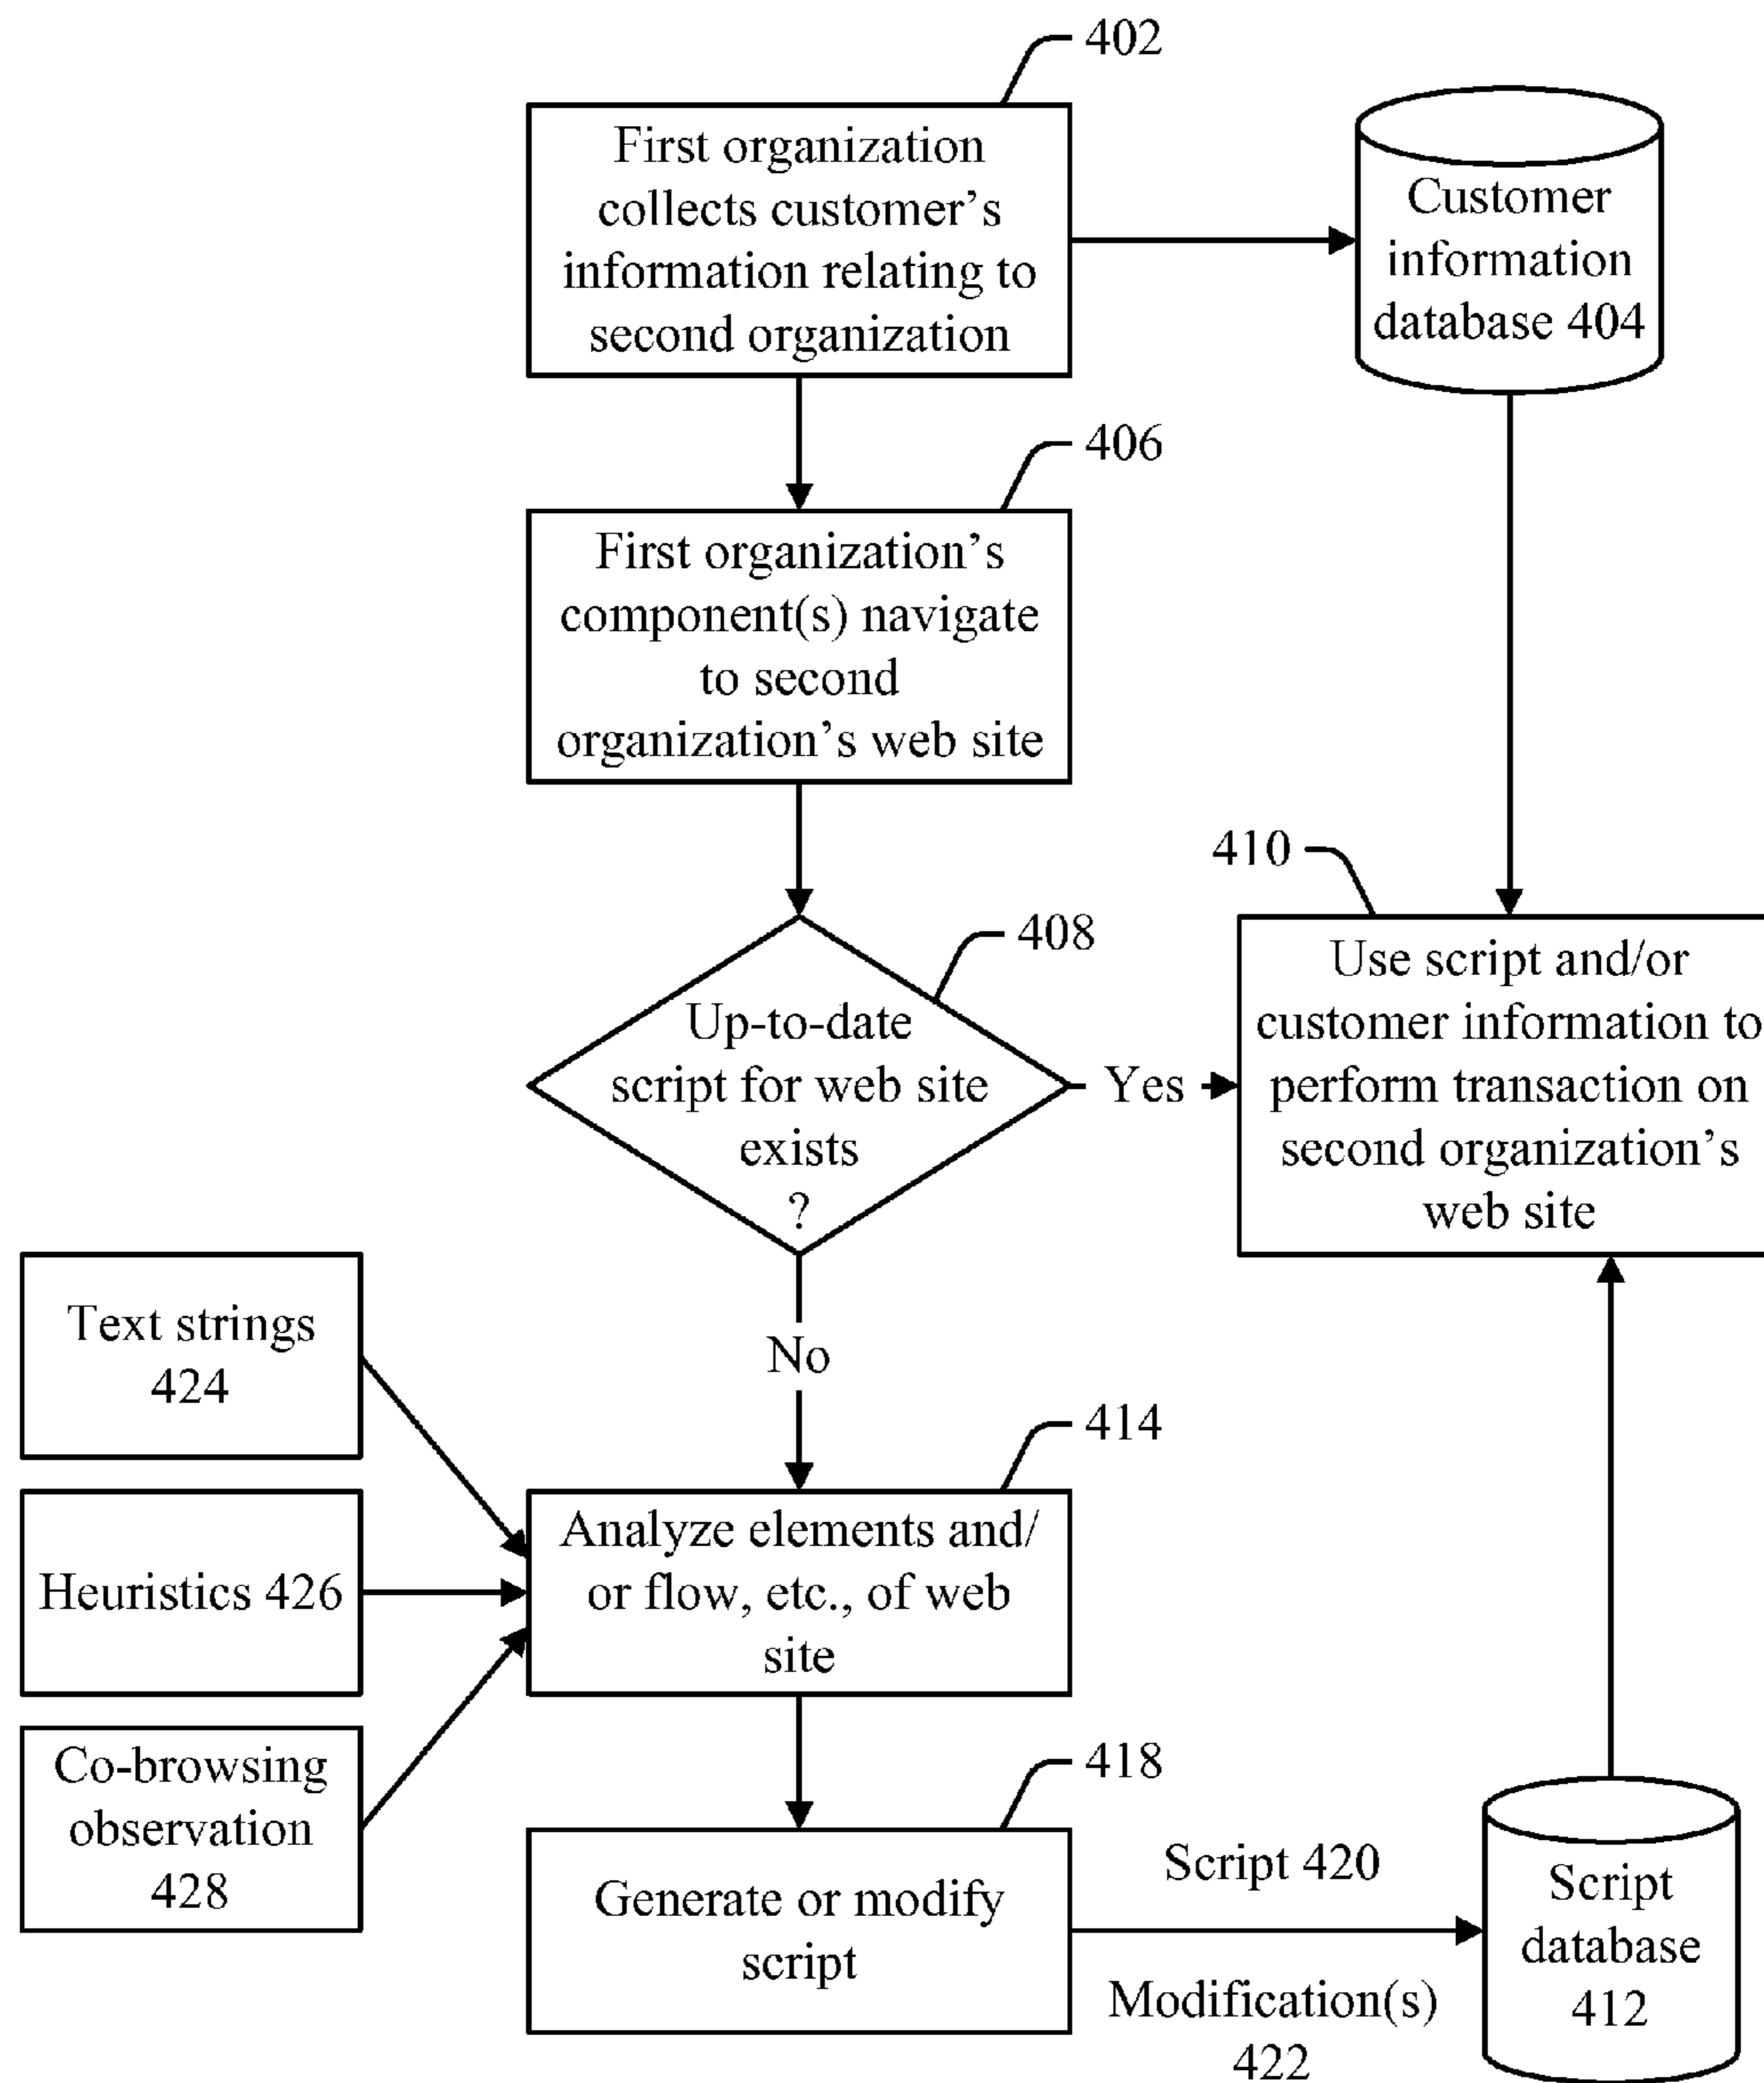 402
First organization
collects customer's
information relating to
second organization
Customer
information
database 404
406
First organization's
component(s) navigate
to second
organization's web site
408
Up-to-date
script for web site
exists
?
Yes
410
Use script and/or
customer information to
perform transaction on
second organization's
web site
No
Text strings
424
Heuristics 426
Co-browsing
observation
428
414
Analyze elements and/
or flow, etc., of web
site
418
Generate or modify
script
Script 420
Modification(s)
422
Script
database
412